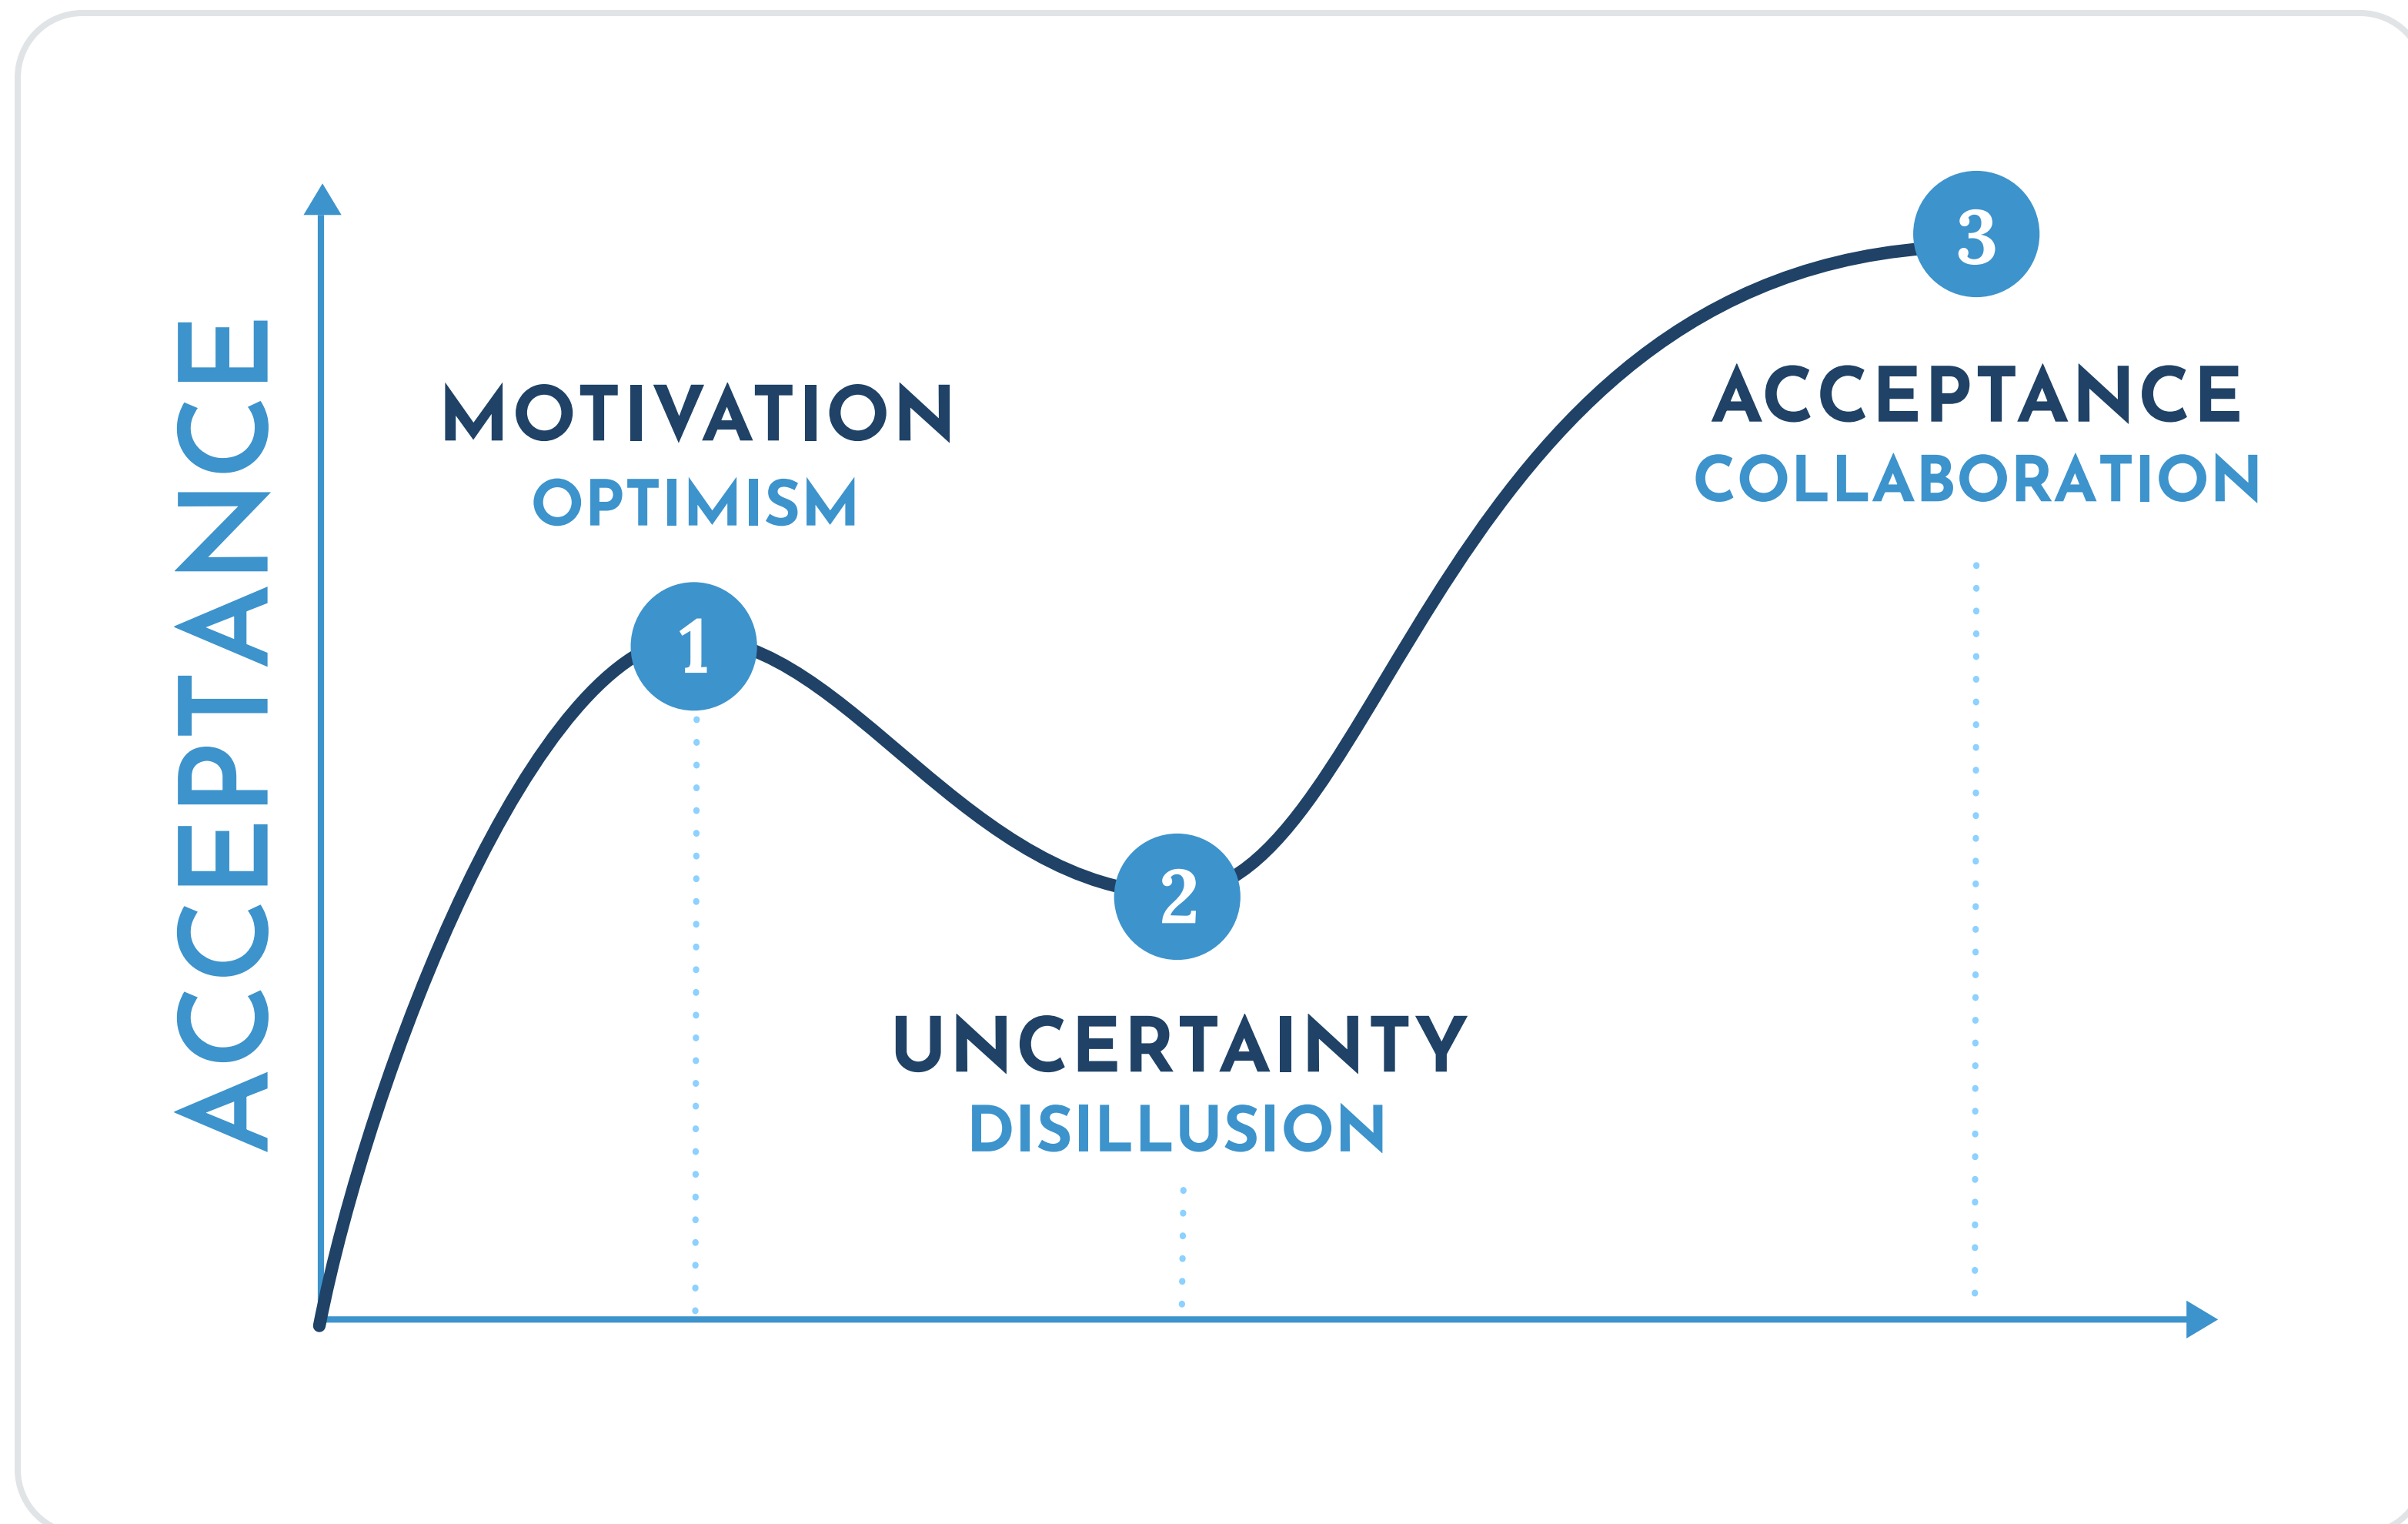 ACCEPTANCE
MOTIVATION
OPTIMISM
1
2
UNCERTAINTY
DISILLUSION
3
ACCEPTANCE
COLLABORATION